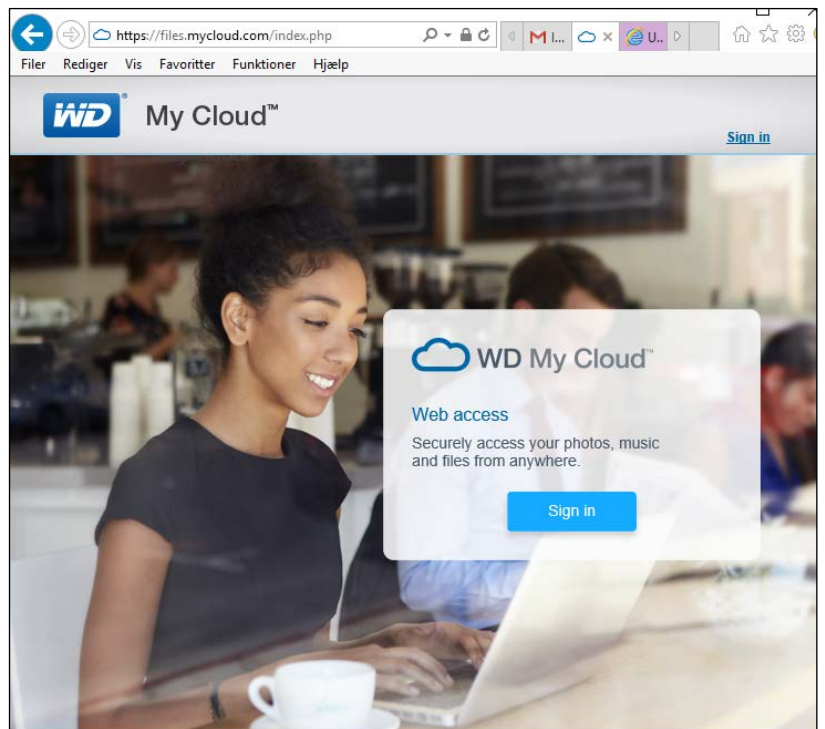 https://files.mycloud.com/index.php
I...
U..
Filer Rediger Vis Favoritter Funktioner Hjælp
WD® My Cloud™
Sign in
WD My Cloud™
Web access
Securely access your photos, music
and files from anywhere.
Sign in